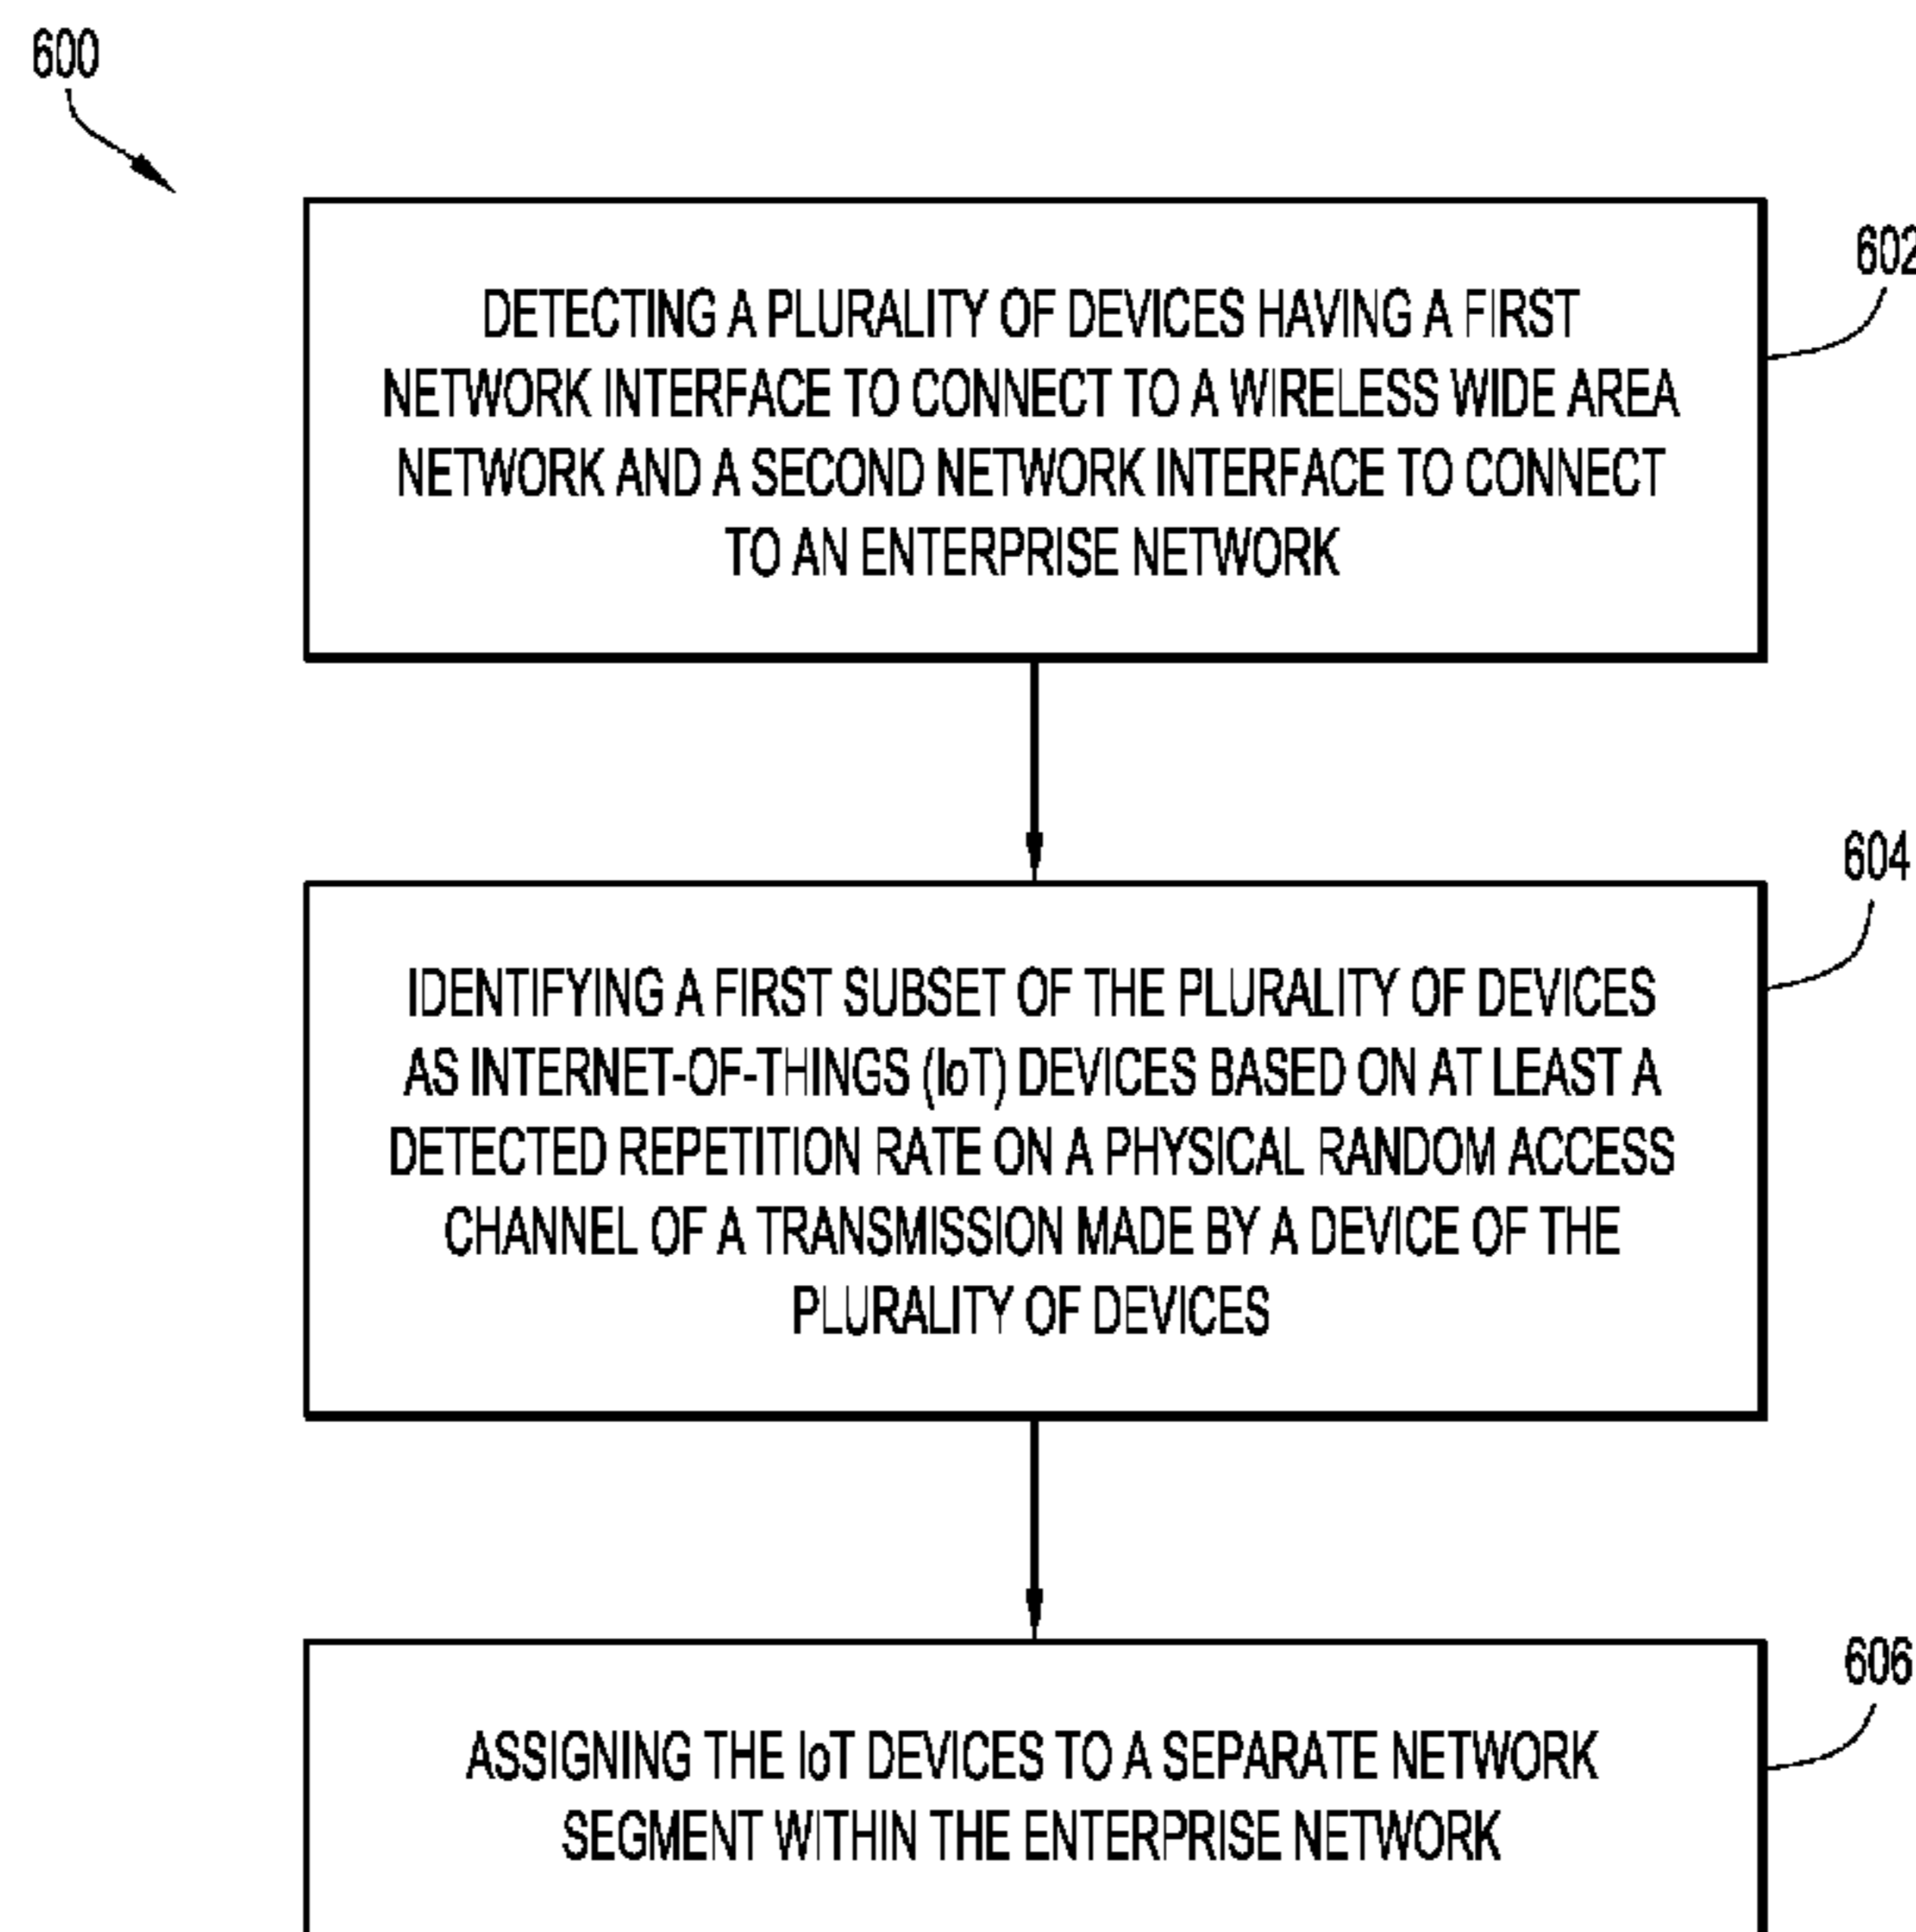 600
602
DETECTING A PLURALITY OF DEVICES HAVING A FIRST
NETWORK INTERFACE TO CONNECT TO A WIRELESS WIDE AREA
NETWORK AND A SECOND NETWORK INTERFACE TO CONNECT
TO AN ENTERPRISE NETWORK
604
IDENTIFYING A FIRST SUBSET OF THE PLURALITY OF DEVICES
AS INTERNET-OF-THINGS (IoT) DEVICES BASED ON AT LEAST A
DETECTED REPETITION RATE ON A PHYSICAL RANDOM ACCESS
CHANNEL OF A TRANSMISSION MADE BY A DEVICE OF THE
PLURALITY OF DEVICES
606
ASSIGNING THE IoT DEVICES TO A SEPARATE NETWORK
SEGMENT WITHIN THE ENTERPRISE NETWORK